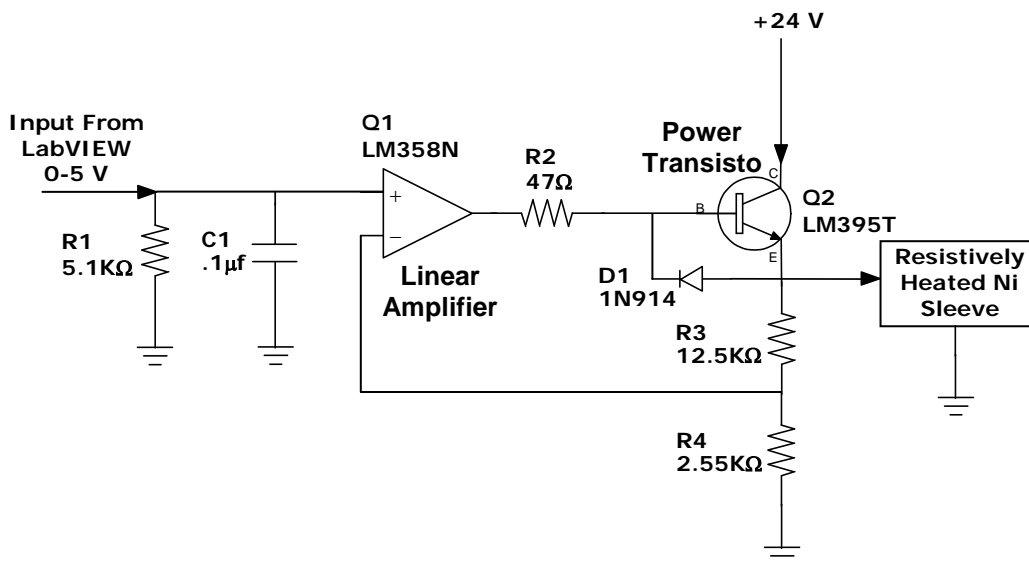 +24 V
Input From
LabVIEW
0-5 V
Q1
LM358N
R2
47Ω
Power
Transisto
C
B
E
Q2
LM395T
+
−
R1
5.1KΩ
C1
.1µf
Linear
Amplifier
D1
1N914
Resistively
Heated Ni
Sleeve
R3
12.5KΩ
R4
2.55KΩ